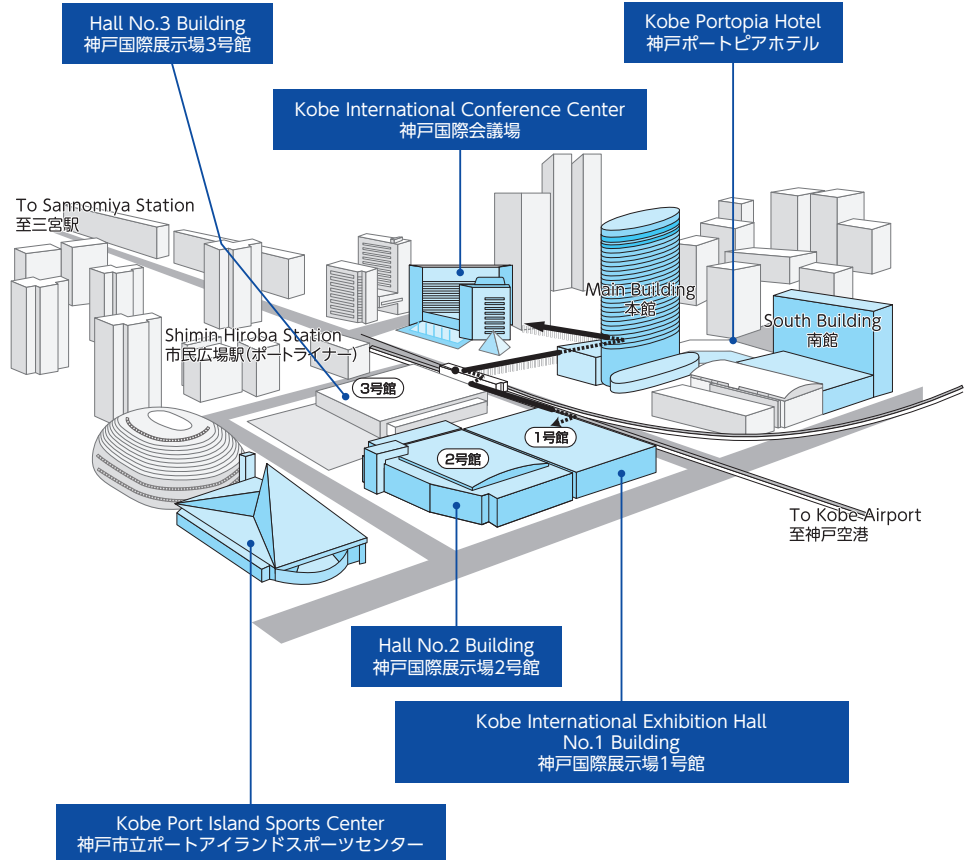 Hall No.3 Building
神戸国際展示場3号館
Kobe Portopia Hotel
神戸ポートピアホテル
Kobe International Conference Center
神戸国際会議場
To Sannomiya Station
至三宮駅
Main Building
本館
South Building
南館
Shimin Hiroba Station
市民広場駅(ポートライナー)
3号館
1号館
2号館
To Kobe Airport
至神戸空港
Hall No.2 Building
神戸国際展示場2号館
Kobe International Exhibition Hall
No.1 Building
神戸国際展示場1号館
Kobe Port Island Sports Center
神戸市立ポートアイランドスポーツセンター